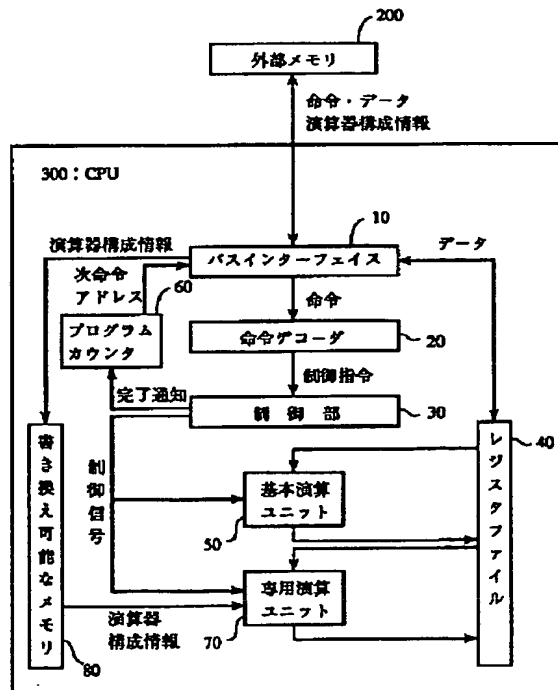 200
外部メモリ
命令・データ
演算器構成情報
300：CPU
演算器構成情報
10
データ
バスインターフェイス
次命令
アドレス
60
命令
プログラム
カウンタ
命令デコーダ
20
制御指令
完了通知
制御部
30
書き換え可能なメモリ
制御信号
レジスタファイル
40
基本演算
ユニット
50
専用演算
ユニット
演算器
構成情報
70
80